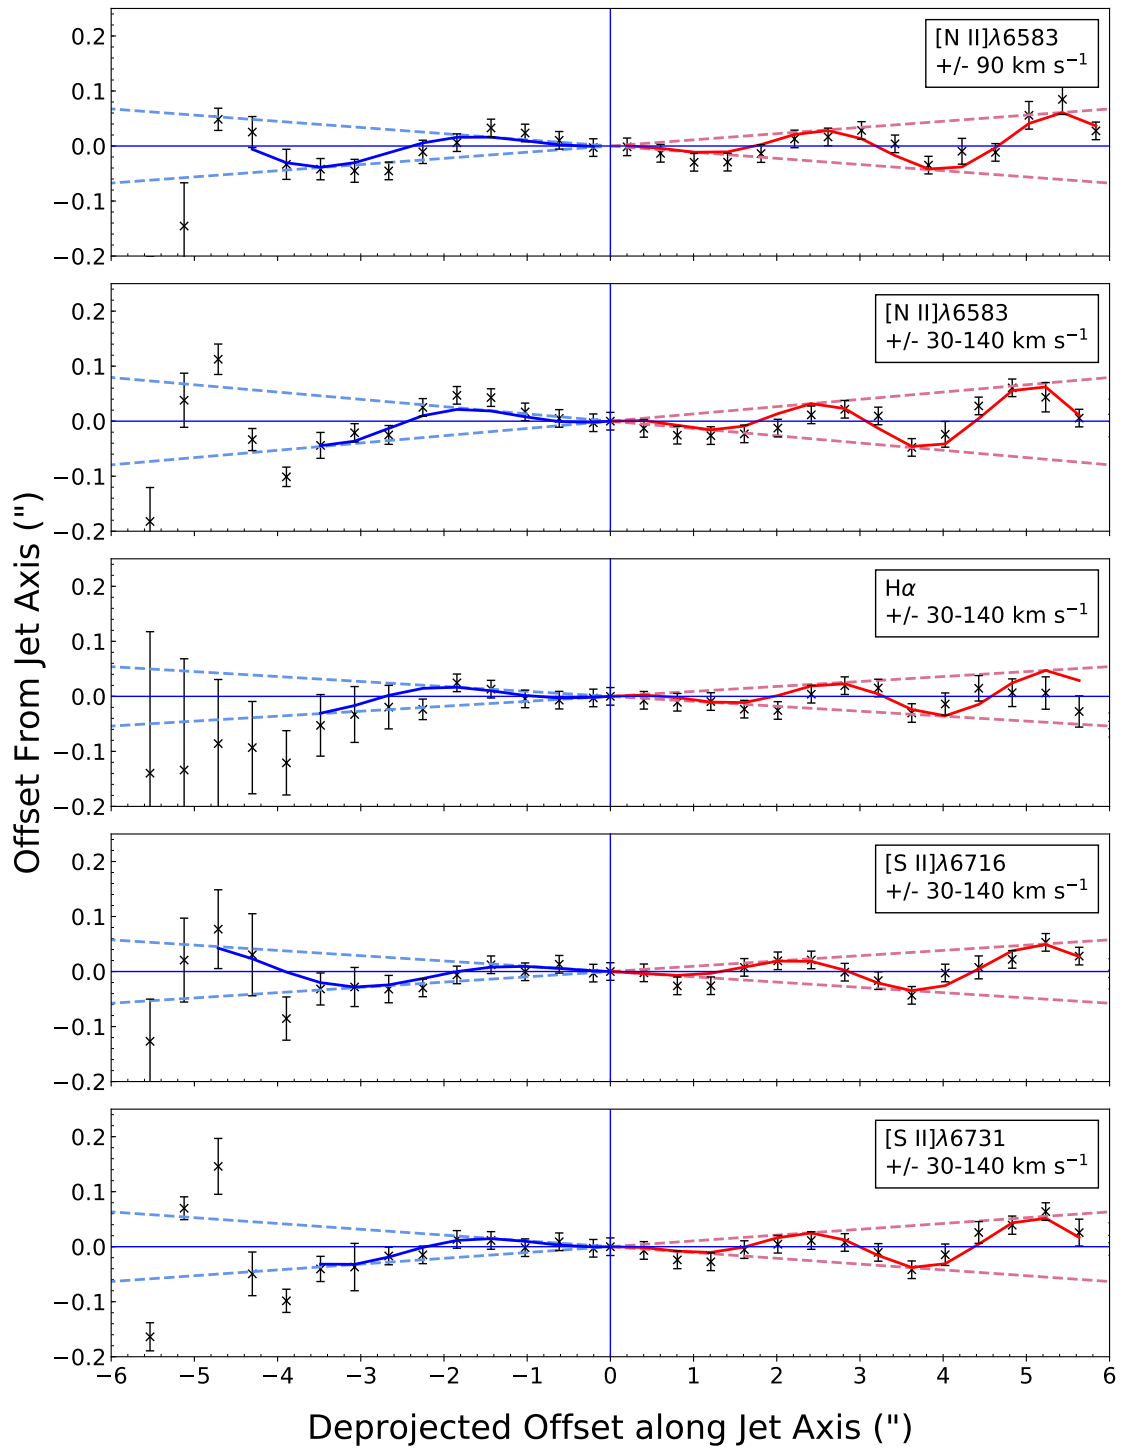 0.2
0.1
0.0
−0.1
−0.2
[N II]λ6583
+/- 90 km s⁻¹
0.2
0.1
0.0
−0.1
−0.2
[N II]λ6583
+/- 30-140 km s⁻¹
0.2
0.1
0.0
−0.1
−0.2
Hα
+/- 30-140 km s⁻¹
0.2
0.1
0.0
−0.1
−0.2
[S II]λ6716
+/- 30-140 km s⁻¹
0.2
0.1
0.0
−0.1
−0.2
[S II]λ6731
+/- 30-140 km s⁻¹
−6 −5 −4 −3 −2 −1 0 1 2 3 4 5 6
Offset From Jet Axis (")
Deprojected Offset along Jet Axis (")